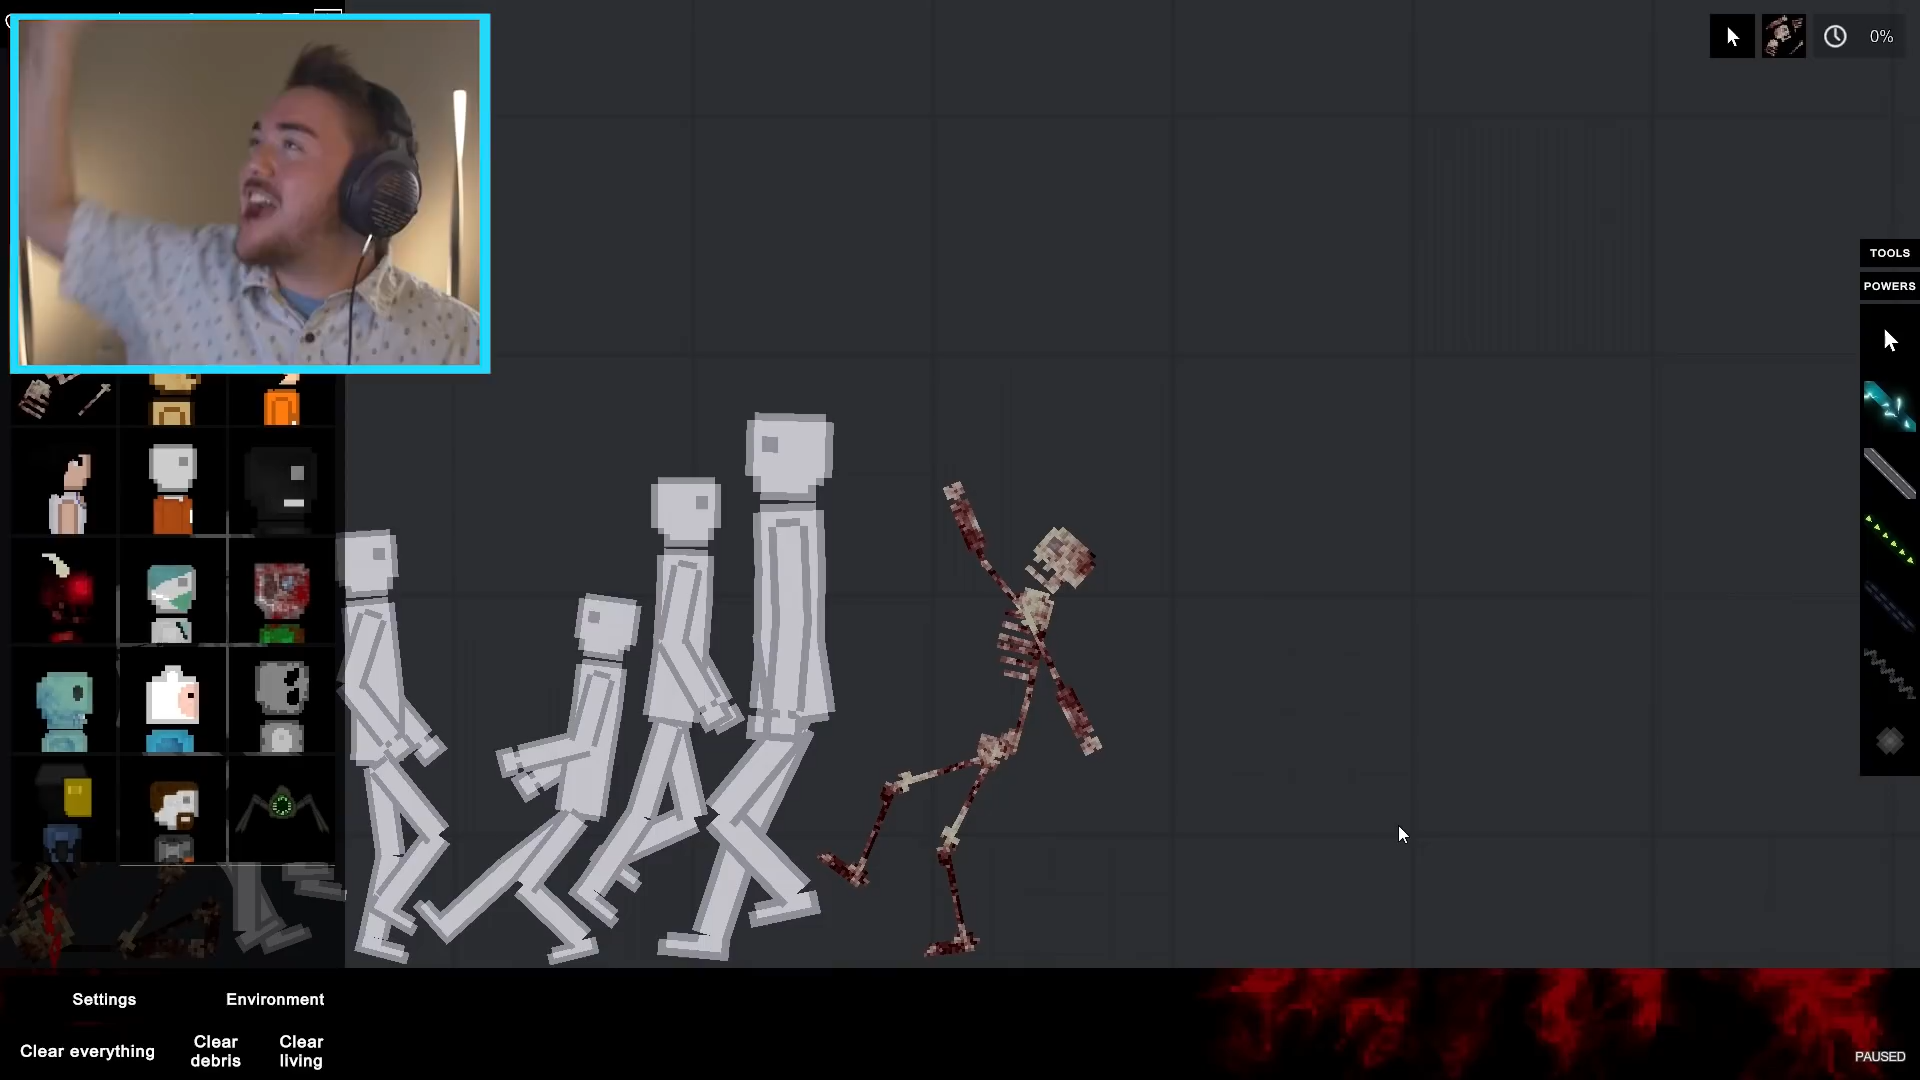 0%
TOOLS
POWERS
Settings
Environment
Clear everything
Clear
debris
Clear
living
PAUSED